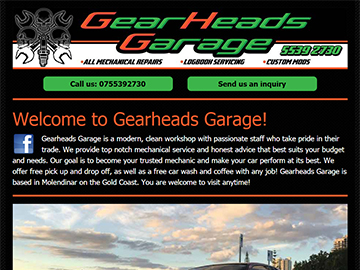 GearHeads
Garage 5539 2730
•ALL MECHANICAL REPAIRS •LOGBOOK SERVICING •CUSTOM MODS
Call us: 0755392730 Send us an inquiry
Welcome to Gearheads Garage!
Gearheads Garage is a modern, clean workshop with passionate staff who take pride in their
trade. We provide top notch mechanical service and honest advice that best suits your budget
and needs. Our goal is to become your trusted mechanic and make your car perform at its best. We
offer free pick up and drop off, as well as a free car wash and coffee with any job! Gearheads Garage is
based in Molendinar on the Gold Coast. You are welcome to visit anytime!